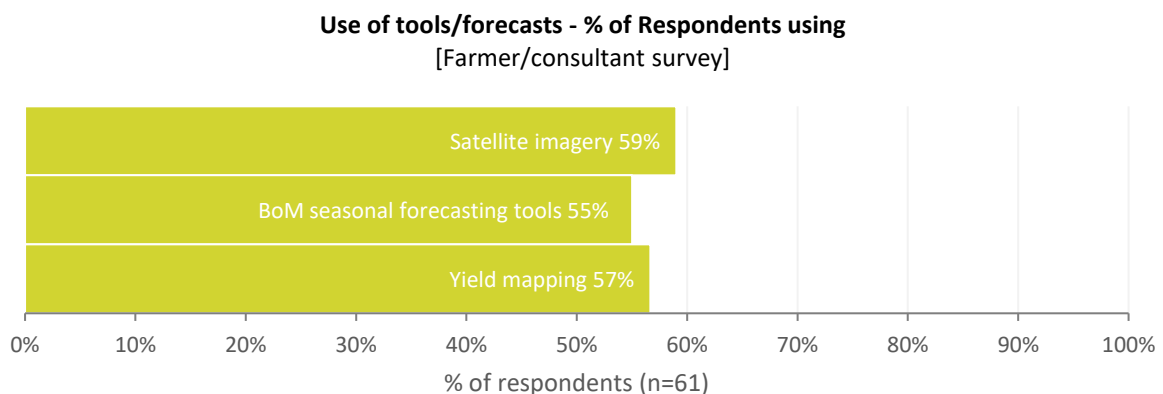 Use of tools/forecasts - % of Respondents using
[Farmer/consultant survey]
Satellite imagery 59%
BoM seasonal forecasting tools 55%
Yield mapping 57%
0% 10% 20% 30% 40% 50% 60% 70% 80% 90% 100%
% of respondents (n=61)